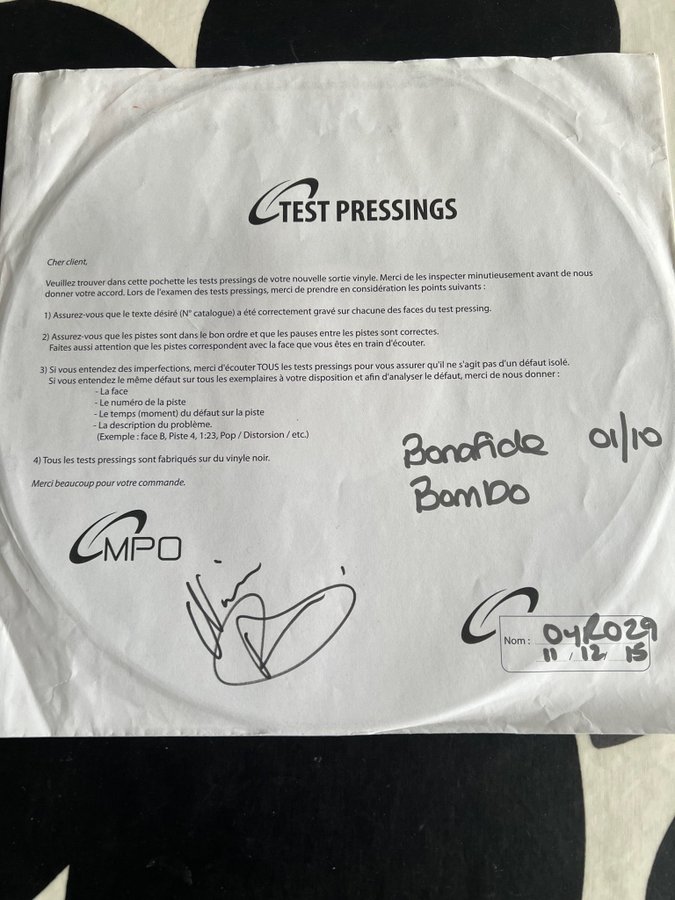 TEST PRESSINGS
Cher client,
Veuillez trouver dans cette pochette les tests pressings de votre nouvelle sortie vinyle. Merci de les inspecter minutieusement avant de nous
donner votre accord. Lors de l'examen des tests pressings, merci de prendre en considération les points suivants :
1) Assurez-vous que le texte désiré (N° catalogue) a été correctement gravé sur chacune des faces du test pressing.
2) Assurez-vous que les pistes sont dans le bon ordre et que les pauses entre les pistes sont correctes.
Faites aussi attention que les pistes correspondent avec la face que vous êtes en train d'écouter.
3) Si vous entendez des imperfections, merci d'écouter TOUS les tests pressings pour vous assurer qu'il ne s'agit pas d'un défaut isolé.
Si vous entendez le même défaut sur tous les exemplaires à votre disposition et afin d'analyser le défaut, merci de nous donner :
- La face
- Le numéro de la piste
- Le temps (moment) du défaut sur la piste
- La description du problème.
(Exemple : face B, Piste 4, 1:23, Pop / Distorsion / etc.)
4) Tous les tests pressings sont fabriqués sur du vinyle noir.
Merci beaucoup pour votre commande.
Bonafide 01/10
Bambo
MPO
Nom : 04R029
11 / 12 / 15